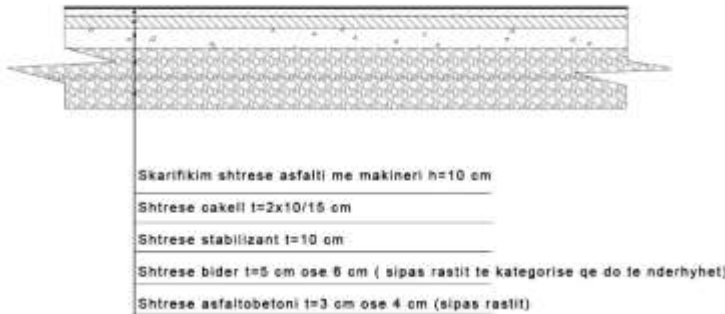 Skarifikim shtrese asfalti me makineri h=10 cm
Shtrese cakell t=2x10/15 cm
Shtrese stabilizant t=10 cm
Shtrese bider t=5 cm ose 6 cm ( sipas rastit te kategorise qe do te nderhyhet)
Shtrese asfaltobetoni t=3 cm ose 4 cm (sipas rastit)